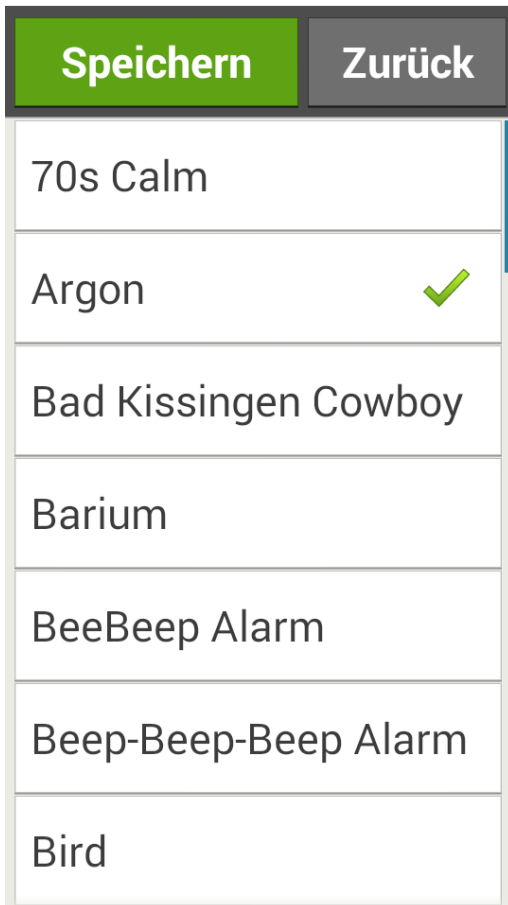 Speichern Zurück
70s Calm
Argon
Bad Kissingen Cowboy
Barium
BeeBeep Alarm
Beep-Beep-Beep Alarm
Bird